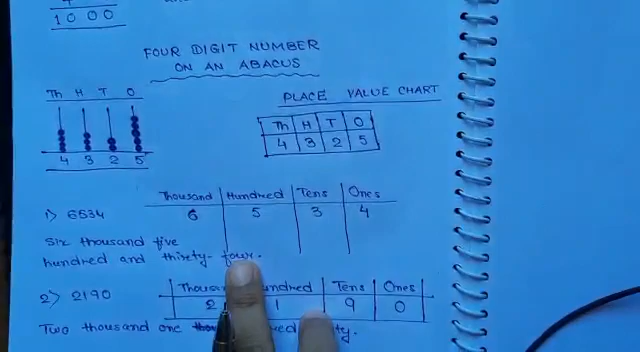 1000
FOUR DIGIT NUMBER
ON AN ABACUS
Th H T O
4 3 2 5
PLACE VALUE CHART
Th H T O
4 3 2 5
Thousand Hundred Tens Ones
1) 6534 6 5 3 4
Six thousand five
hundred and thirty-four.
Tens Ones
2) 2190 2 1 9 0
Two thousand one